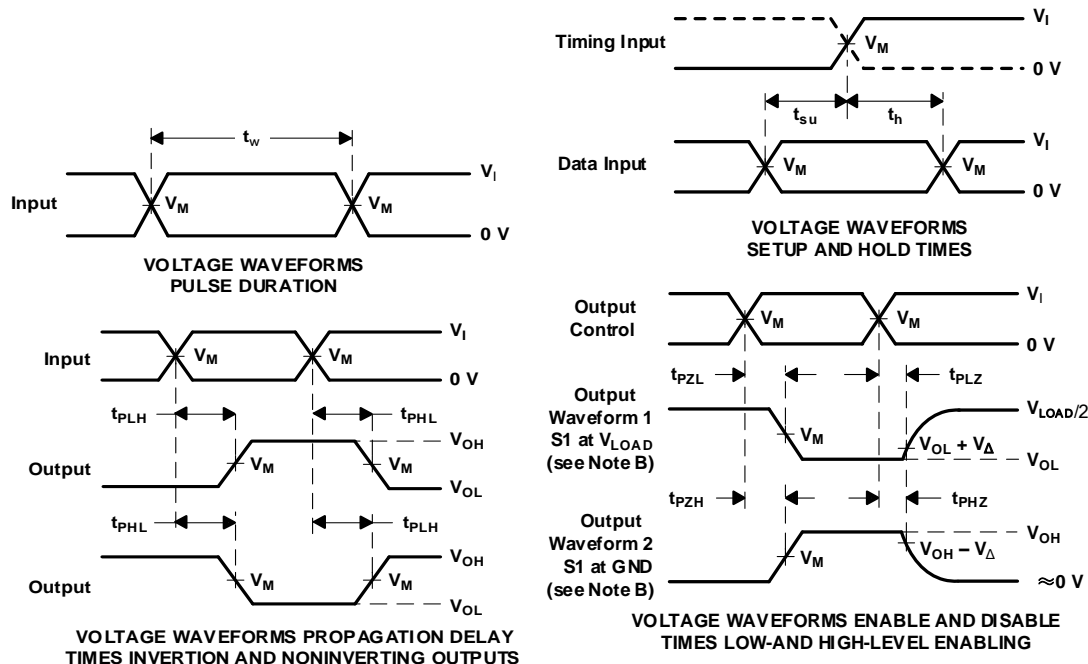 t_w
Input
V_M
V_M
V_I
0 V
VOLTAGE WAVEFORMS
PULSE DURATION
Timing Input
V_M
V_I
0 V
t_su
t_h
Data Input
V_M
V_M
V_I
0 V
VOLTAGE WAVEFORMS
SETUP AND HOLD TIMES
Input
V_M
V_M
V_I
0 V
t_PLH
t_PHL
Output
V_M
V_M
V_OH
V_OL
t_PHL
t_PLH
Output
V_M
V_M
V_OH
V_OL
VOLTAGE WAVEFORMS PROPAGATION DELAY
TIMES INVERTION AND NONINVERTING OUTPUTS
Output
Control
V_M
V_M
V_I
0 V
t_PZL
t_PLZ
Output
Waveform 1
S1 at V_LOAD
(see Note B)
V_M
V_LOAD/2
V_OL + V_Δ
V_OL
t_PZH
t_PHZ
Output
Waveform 2
S1 at GND
(see Note B)
V_M
V_OH
V_OH − V_Δ
≈0 V
VOLTAGE WAVEFORMS ENABLE AND DISABLE
TIMES LOW-AND HIGH-LEVEL ENABLING